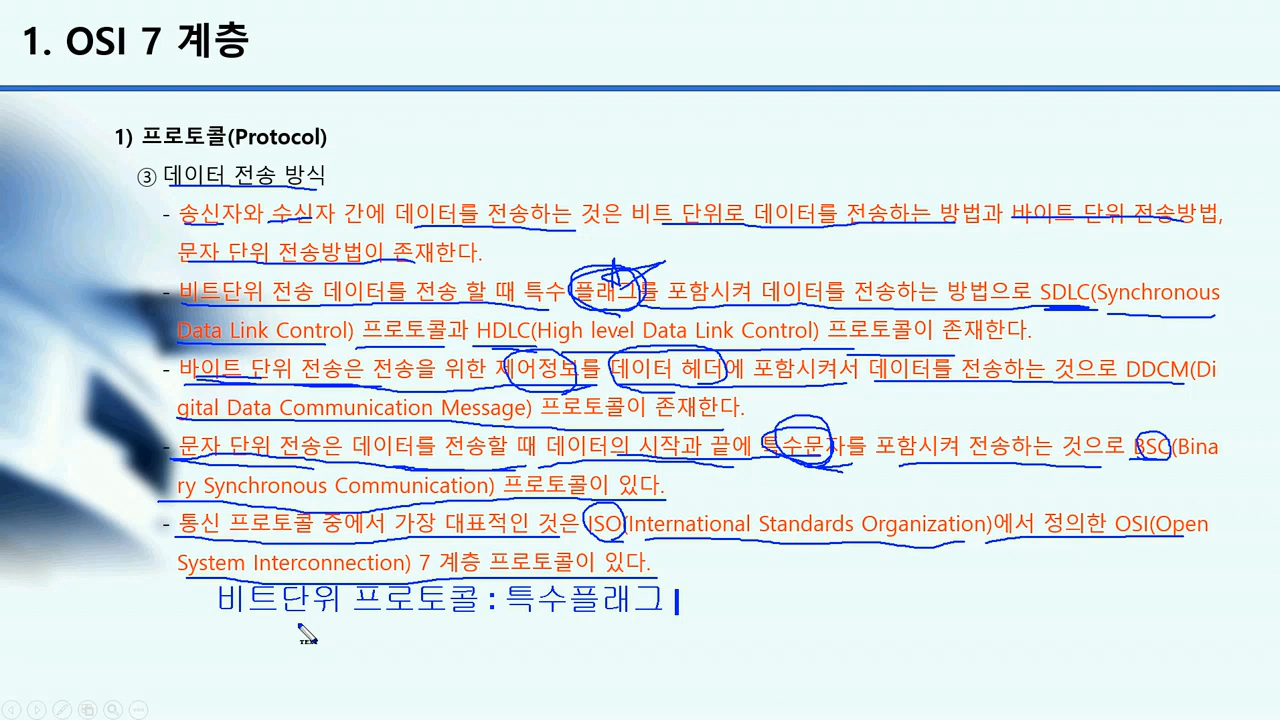 1. OSI 7 계층
1) 프로토콜(Protocol)
③ 데이터 전송 방식
- 송신자와 수신자 간에 데이터를 전송하는 것은 비트 단위로 데이터를 전송하는 방법과 바이트 단위 전송방법,
문자 단위 전송방법이 존재한다.
- 비트단위 전송 데이터를 전송 할 때 특수 플래그를 포함시켜 데이터를 전송하는 방법으로 SDLC(Synchronous
Data Link Control) 프로토콜과 HDLC(High level Data Link Control) 프로토콜이 존재한다.
- 바이트 단위 전송은 전송을 위한 제어정보를 데이터 헤더에 포함시켜서 데이터를 전송하는 것으로 DDCM(Di
gital Data Communication Message) 프로토콜이 존재한다.
- 문자 단위 전송은 데이터를 전송할 때 데이터의 시작과 끝에 특수문자를 포함시켜 전송하는 것으로 BSC(Bina
ry Synchronous Communication) 프로토콜이 있다.
- 통신 프로토콜 중에서 가장 대표적인 것은 ISO(International Standards Organization)에서 정의한 OSI(Open
System Interconnection) 7 계층 프로토콜이 있다.
비트단위 프로토콜 : 특수플래그
TEXT